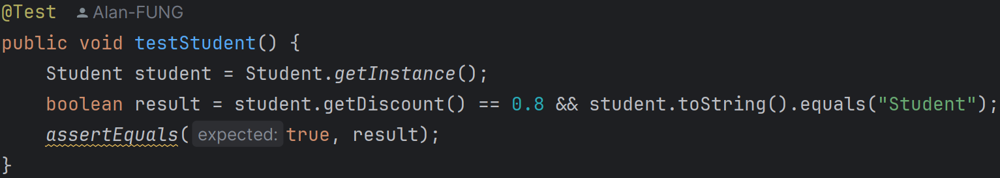 @Test Alan-FUNG
public void testStudent() {
    Student student = Student.getInstance();
    boolean result = student.getDiscount() == 0.8 && student.toString().equals("Student");
    assertEquals( expected: true, result);
}